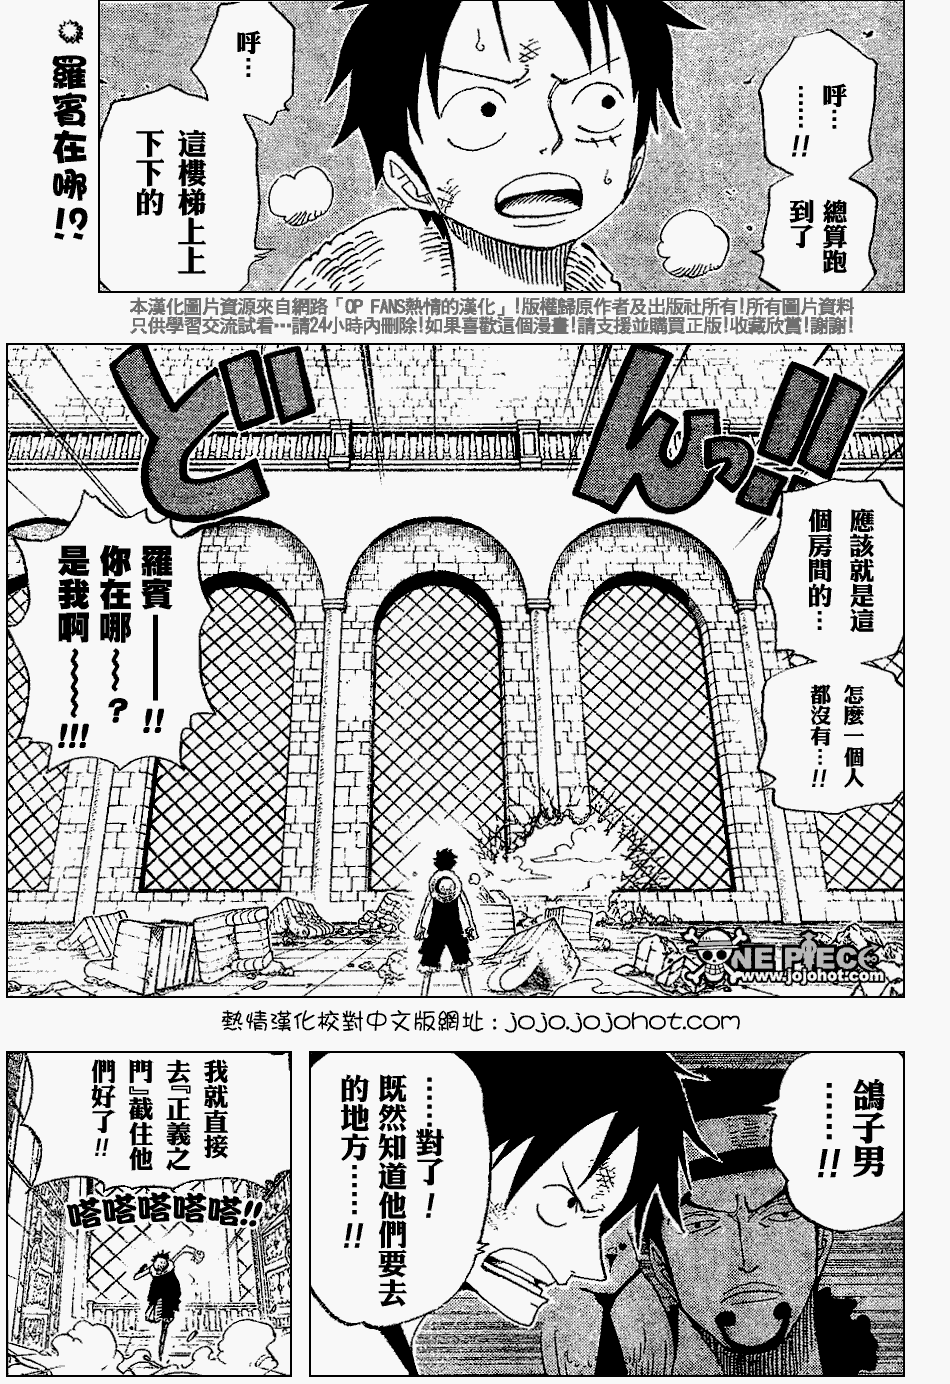 呼…
……!!
總算跑
到了
呼…
這樓梯上上
下下的
羅賓在哪!?
本漢化圖片資源來自網路「OP FANS熱情的漢化」!版權歸原作者及出版社所有!所有圖片資料
只供學習交流試看…請24小時內刪除!如果喜歡這個漫畫!請支援並購買正版!收藏欣賞!謝謝!
どんっ!!
應該就是這
個房間的…
怎麼一個人
都沒有…!!
羅賓——!!
你在哪~~?
是我啊~~~~!!!
ONE PIECE
www.jojohot.com
熱情漢化校對中文版網址:jojo.jojohot.com
鴿子男
……!!
……對了!
既然知道他們要去
的地方……!!
我就直接
去『正義之
門』截住他
們好了!!
嗒嗒嗒嗒嗒!!